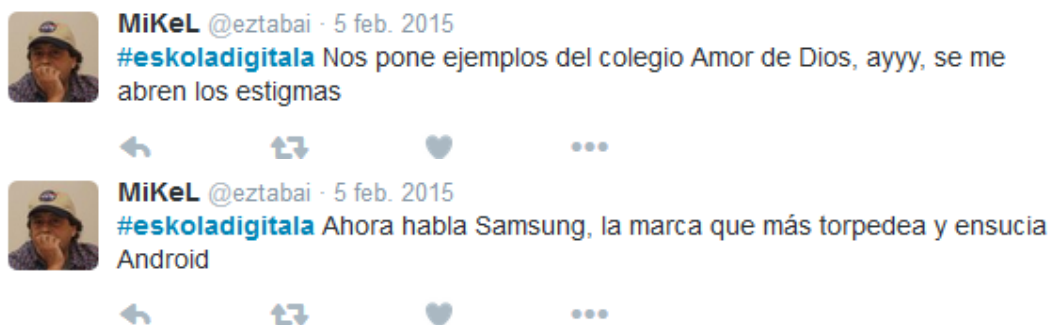 MiKeL @eztabai · 5 feb. 2015
#eskoladigitala Nos pone ejemplos del colegio Amor de Dios, ayyy, se me
abren los estigmas
MiKeL @eztabai · 5 feb. 2015
#eskoladigitala Ahora habla Samsung, la marca que más torpedea y ensucia
Android